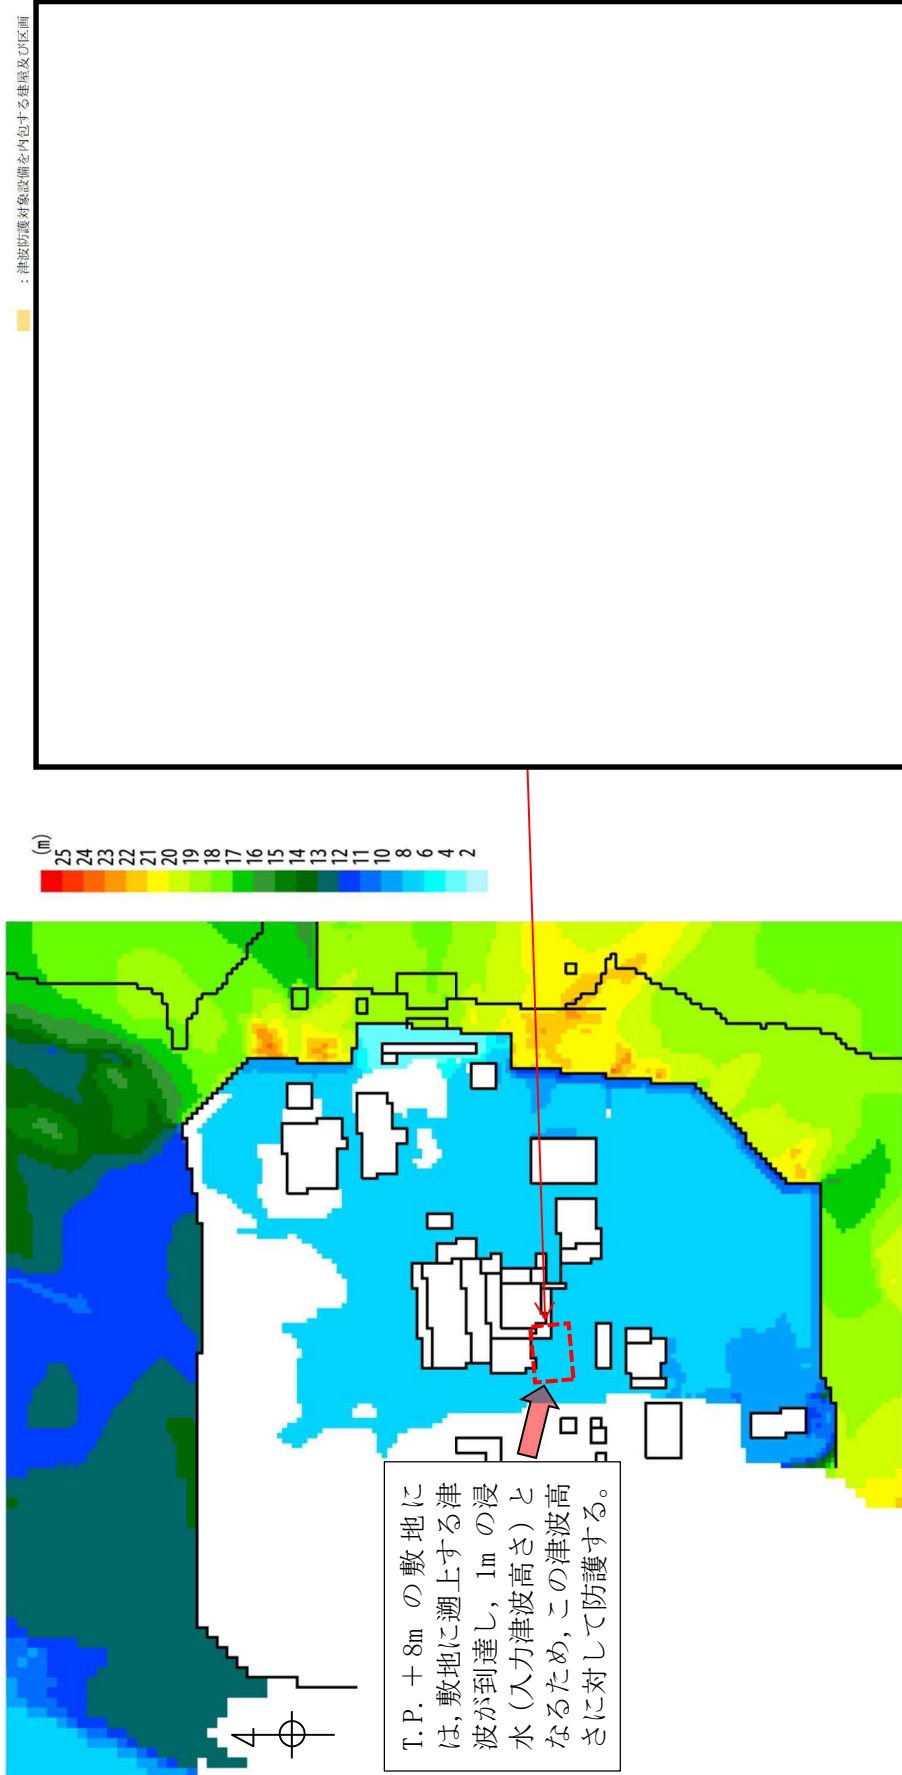 ：津波防護対象設備を内包する建屋及び区画
(m)
25
24
23
22
21
20
19
18
17
16
15
14
13
12
11
10
8
6
4
2
T.P. ＋8m の敷地に
は，敷地に遡上する津
波が到達し，1m の浸
水（入力津波高さ）と
なるため，この津波高
さに対して防護する。